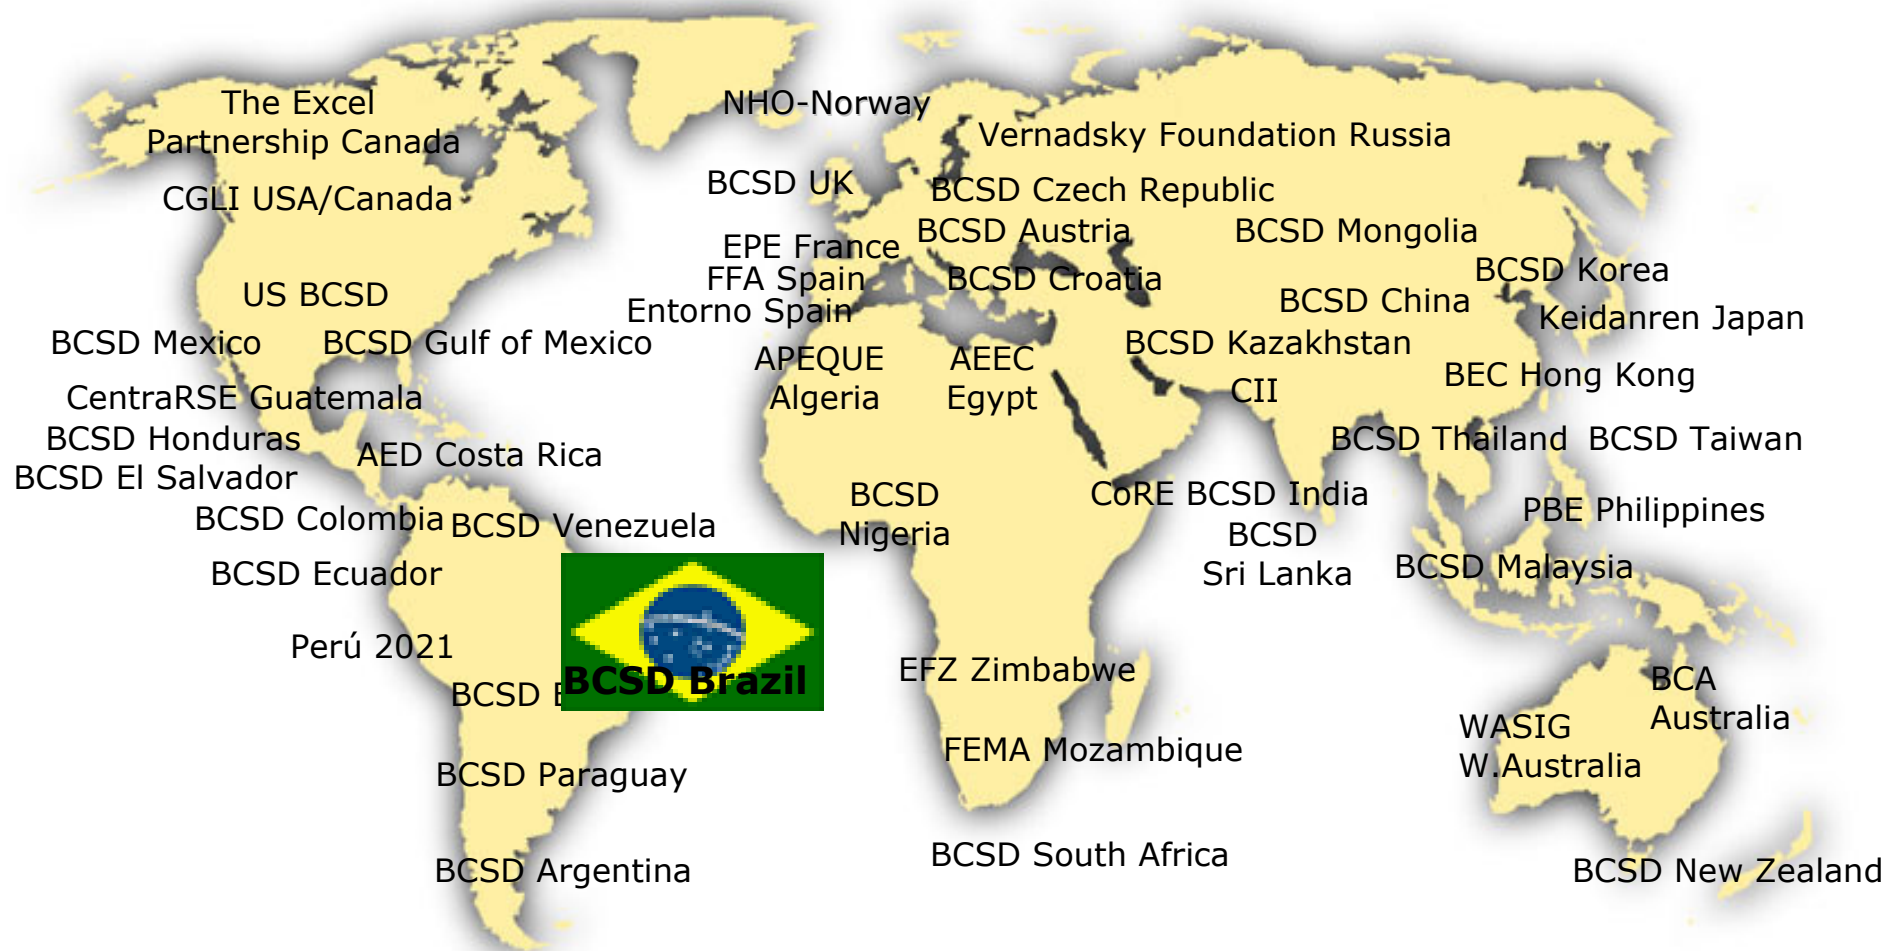 The Excel
Partnership Canada
CGLI USA/Canada
US BCSD
BCSD Mexico
BCSD Gulf of Mexico
CentraRSE Guatemala
BCSD Honduras
BCSD El Salvador
AED Costa Rica
BCSD Colombia
BCSD Venezuela
BCSD Ecuador
Perú 2021
BCSD
BCSD Brazil
BCSD Paraguay
BCSD Argentina
NHO-Norway
Vernadsky Foundation Russia
BCSD UK
BCSD Czech Republic
BCSD Austria
EPE France
FFA Spain
BCSD Croatia
Entorno Spain
APEQUE
Algeria
AEEC
Egypt
BCSD
Nigeria
EFZ Zimbabwe
FEMA Mozambique
BCSD South Africa
BCSD Mongolia
BCSD Korea
BCSD China
Keidanren Japan
BCSD Kazakhstan
CII
BEC Hong Kong
BCSD Thailand
BCSD Taiwan
CoRE BCSD India
BCSD
Sri Lanka
PBE Philippines
BCSD Malaysia
BCA
Australia
WASIG
W.Australia
BCSD New Zealand